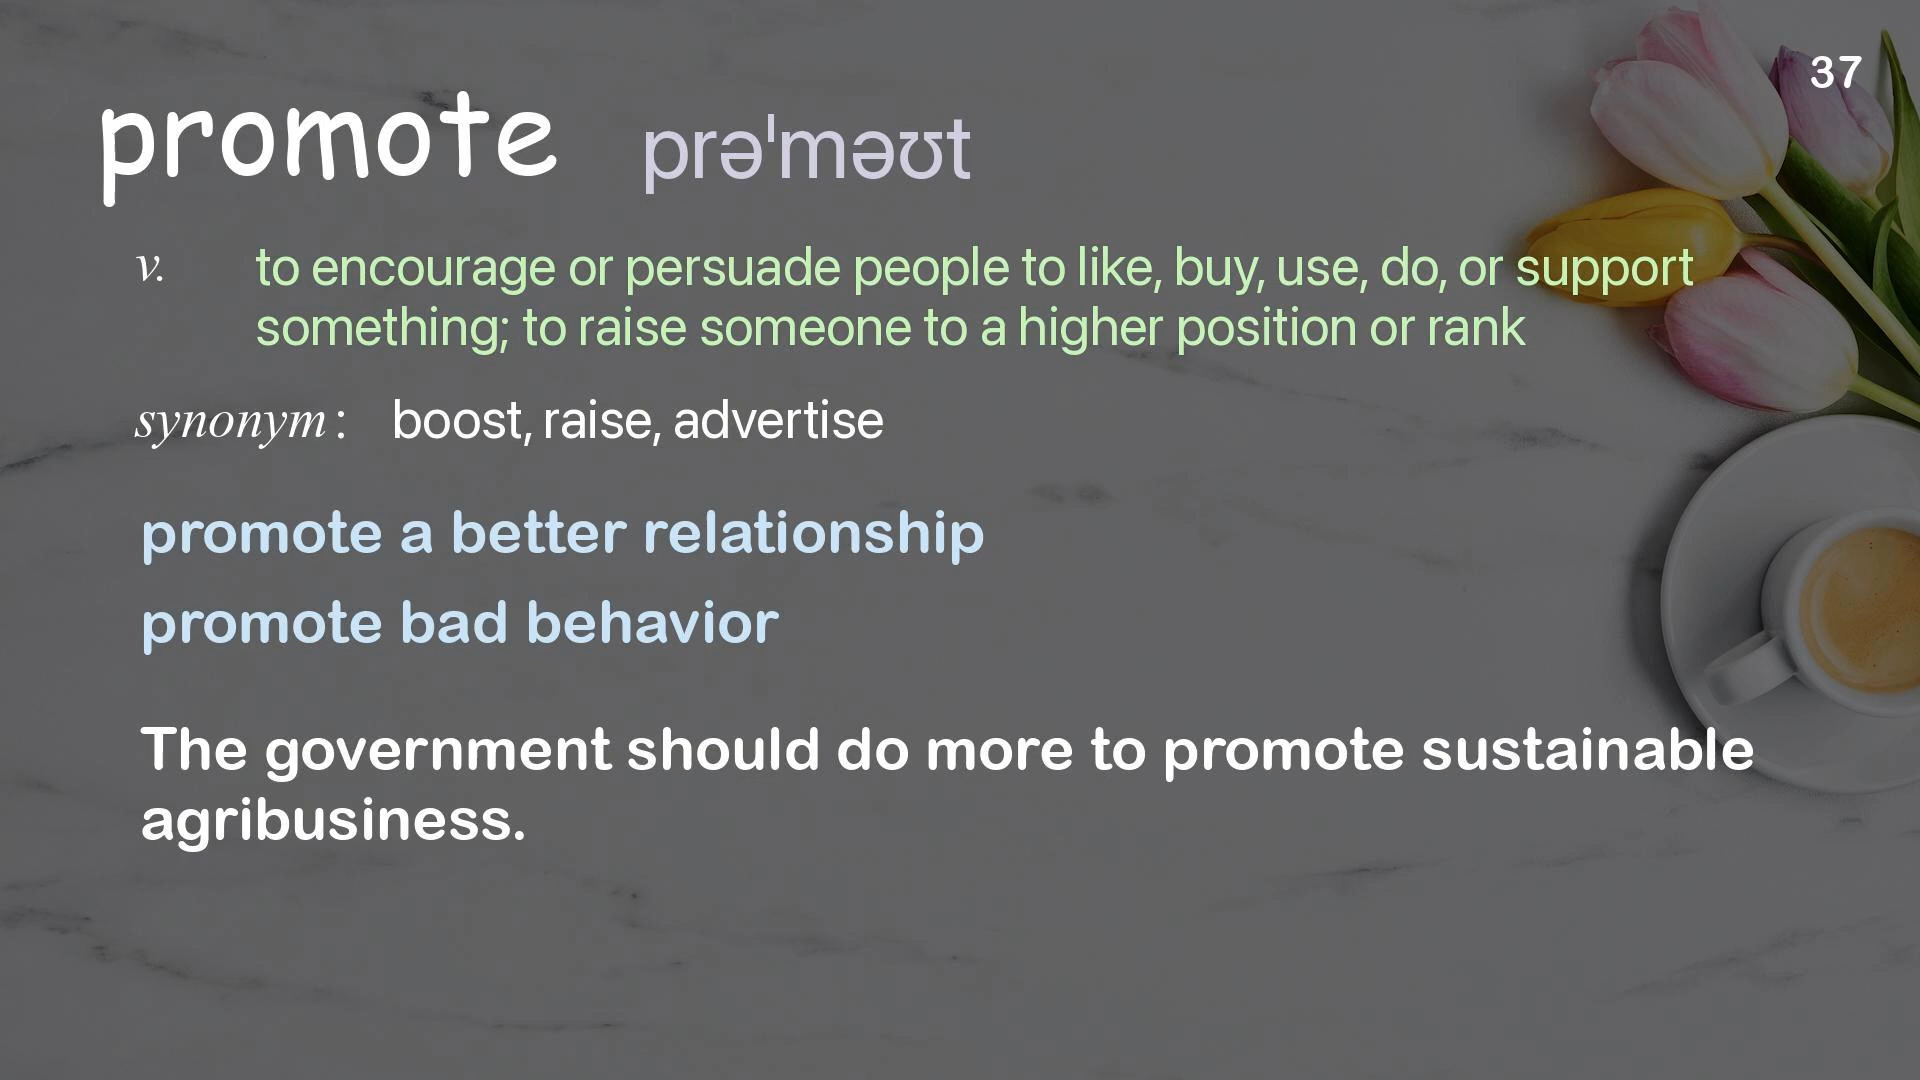 37
promote prəˈməʊt
v. to encourage or persuade people to like, buy, use, do, or support
something; to raise someone to a higher position or rank
synonym: boost, raise, advertise
promote a better relationship
promote bad behavior
The government should do more to promote sustainable
agribusiness.